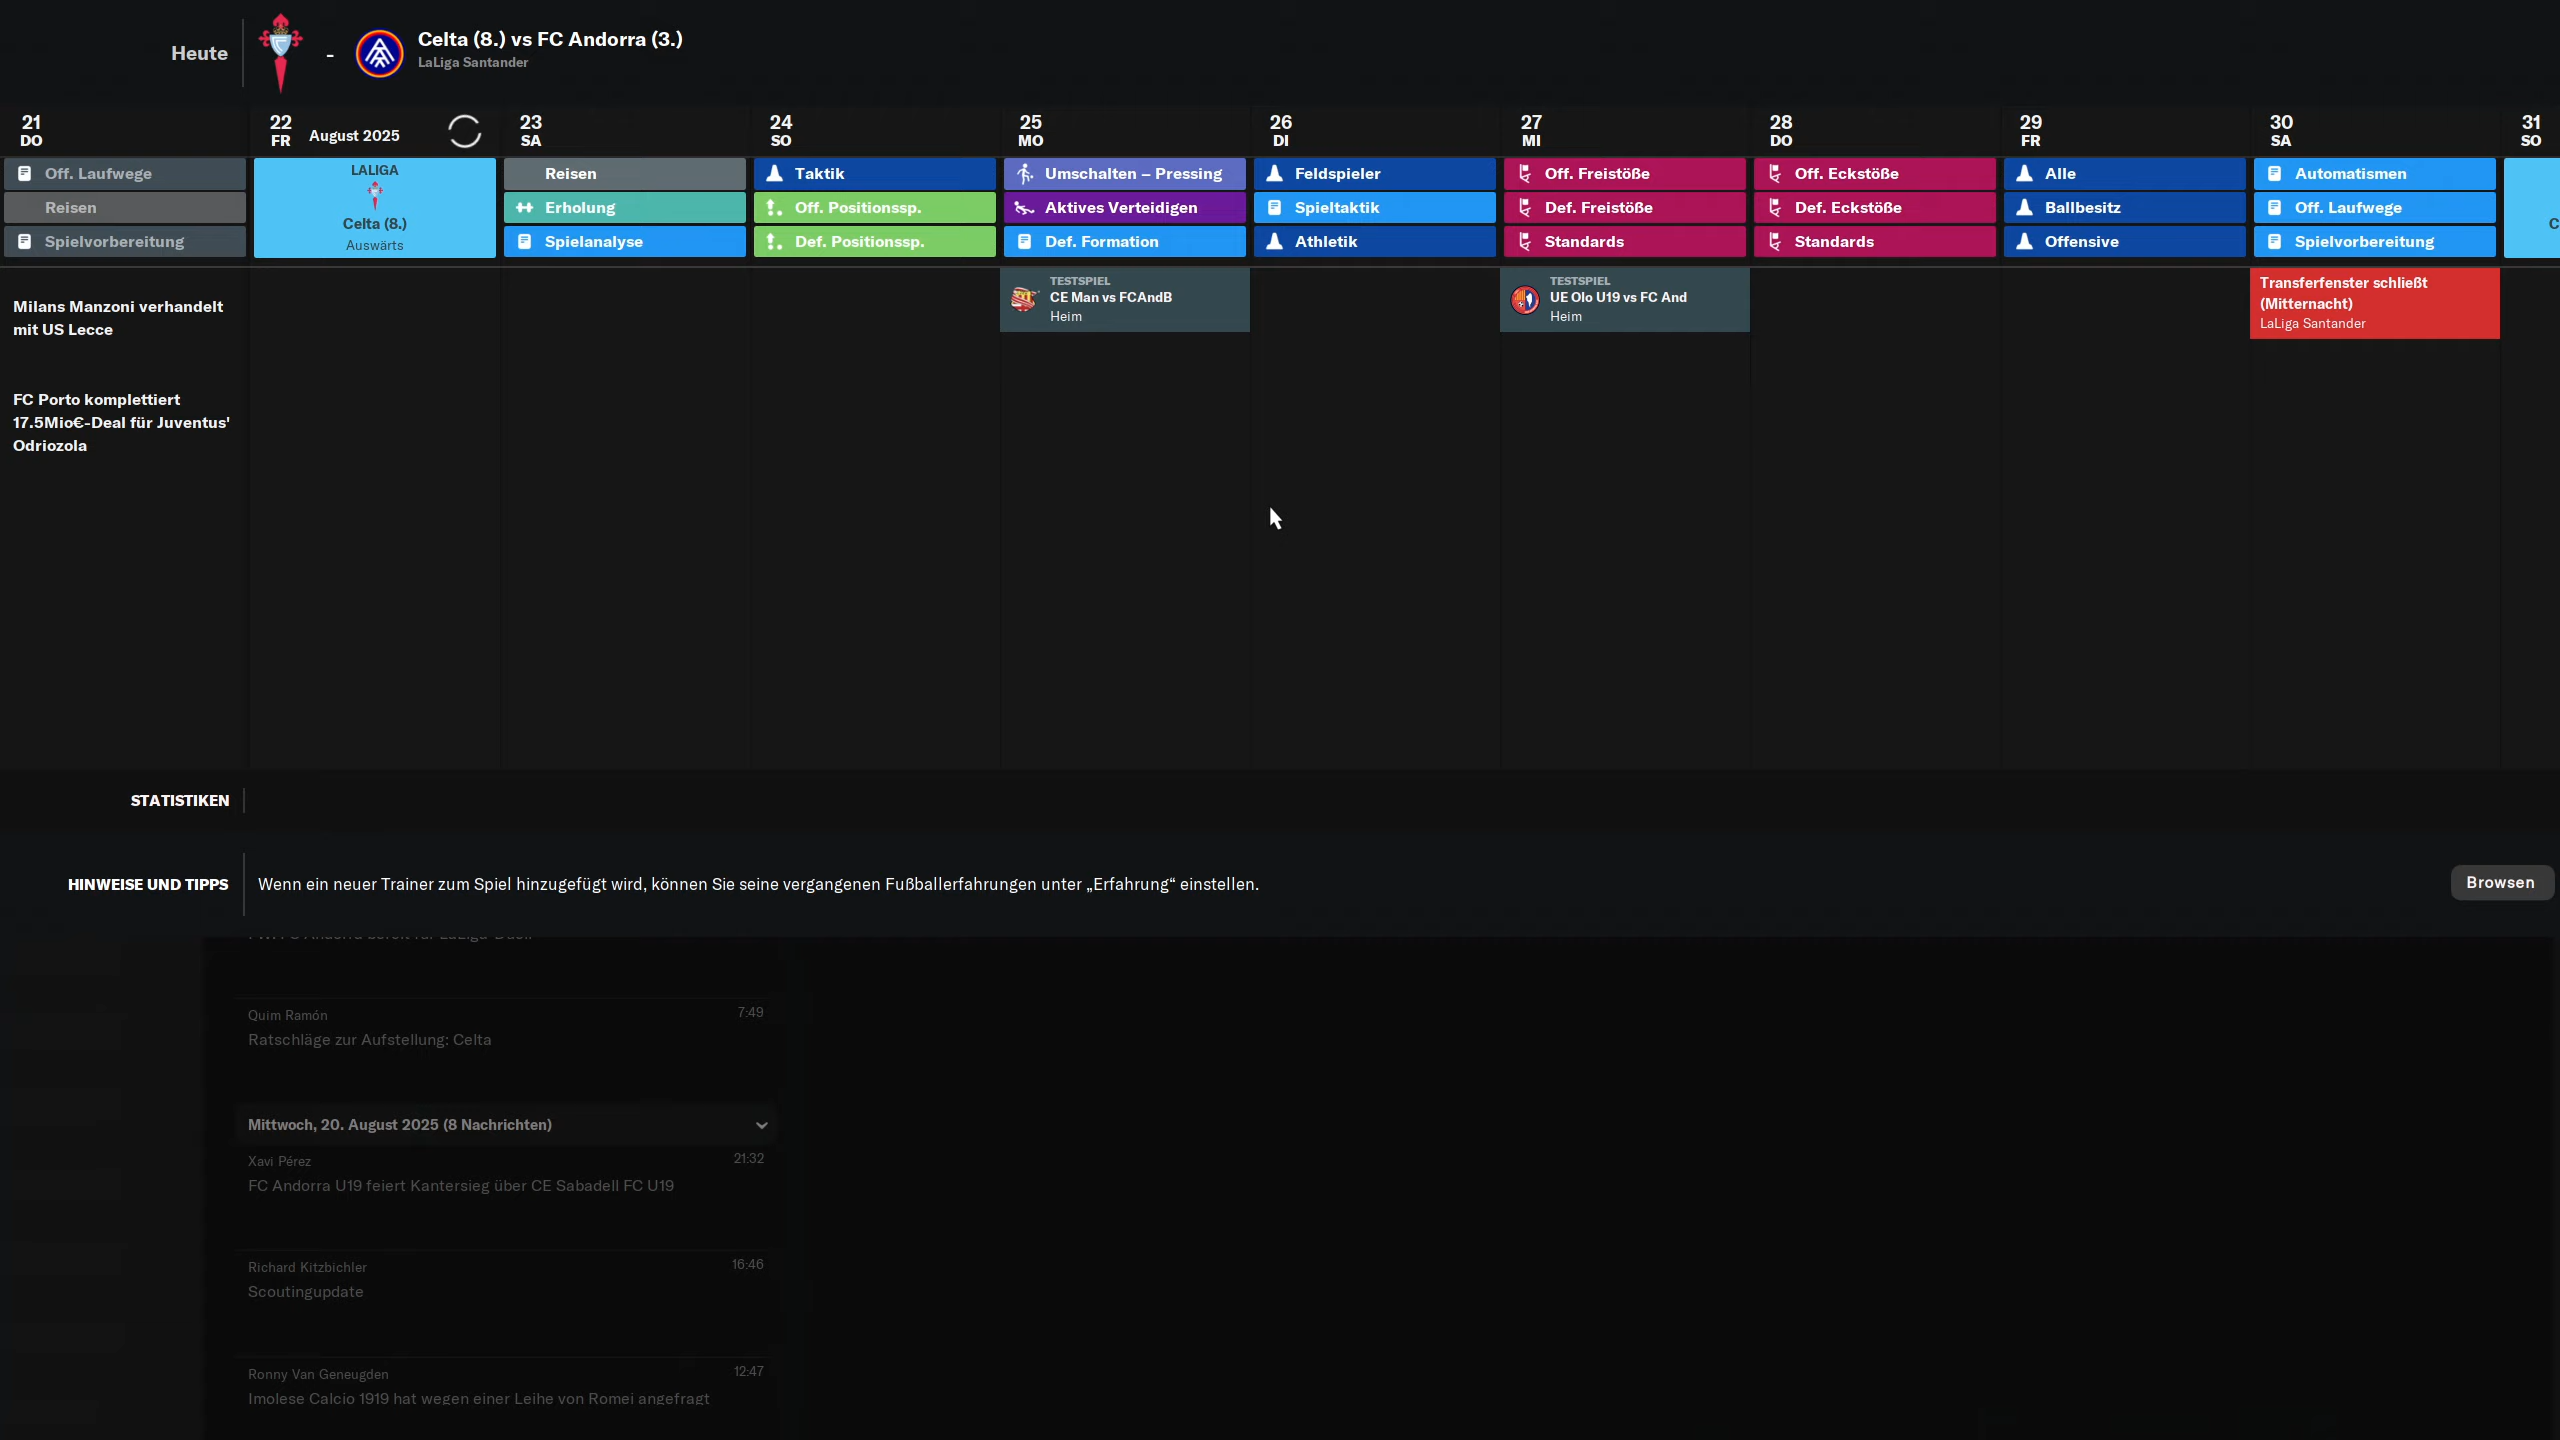 Heute
-
Celta (8.) vs FC Andorra (3.)
LaLiga Santander
21
DO
22
FR
August 2025
23
SA
24
SO
25
MO
26
DI
27
MI
28
DO
29
FR
30
SA
31
SO
Off. Laufwege
Reisen
Spielvorbereitung
LALIGA
Celta (8.)
Auswärts
Reisen
Erholung
Spielanalyse
Taktik
Off. Positionssp.
Def. Positionssp.
Umschalten – Pressing
Aktives Verteidigen
Def. Formation
Feldspieler
Spieltaktik
Athletik
Off. Freistöße
Def. Freistöße
Standards
Off. Eckstöße
Def. Eckstöße
Standards
Alle
Ballbesitz
Offensive
Automatismen
Off. Laufwege
Spielvorbereitung
C
Milans Manzoni verhandelt
mit US Lecce
FC Porto komplettiert
17.5Mio€-Deal für Juventus'
Odriozola
TESTSPIEL
CE Man vs FCAndB
Heim
TESTSPIEL
UE Olo U19 vs FC And
Heim
Transferfenster schließt
(Mitternacht)
LaLiga Santander
STATISTIKEN
HINWEISE UND TIPPS
Wenn ein neuer Trainer zum Spiel hinzugefügt wird, können Sie seine vergangenen Fußballerfahrungen unter „Erfahrung“ einstellen.
Browsen
Quim Ramón
7:49
Ratschläge zur Aufstellung: Celta
Mittwoch, 20. August 2025 (8 Nachrichten)
Xavi Pérez
21:32
FC Andorra U19 feiert Kantersieg über CE Sabadell FC U19
Richard Kitzbichler
16:46
Scoutingupdate
Ronny Van Geneugden
12:47
Imolese Calcio 1919 hat wegen einer Leihe von Romei angefragt